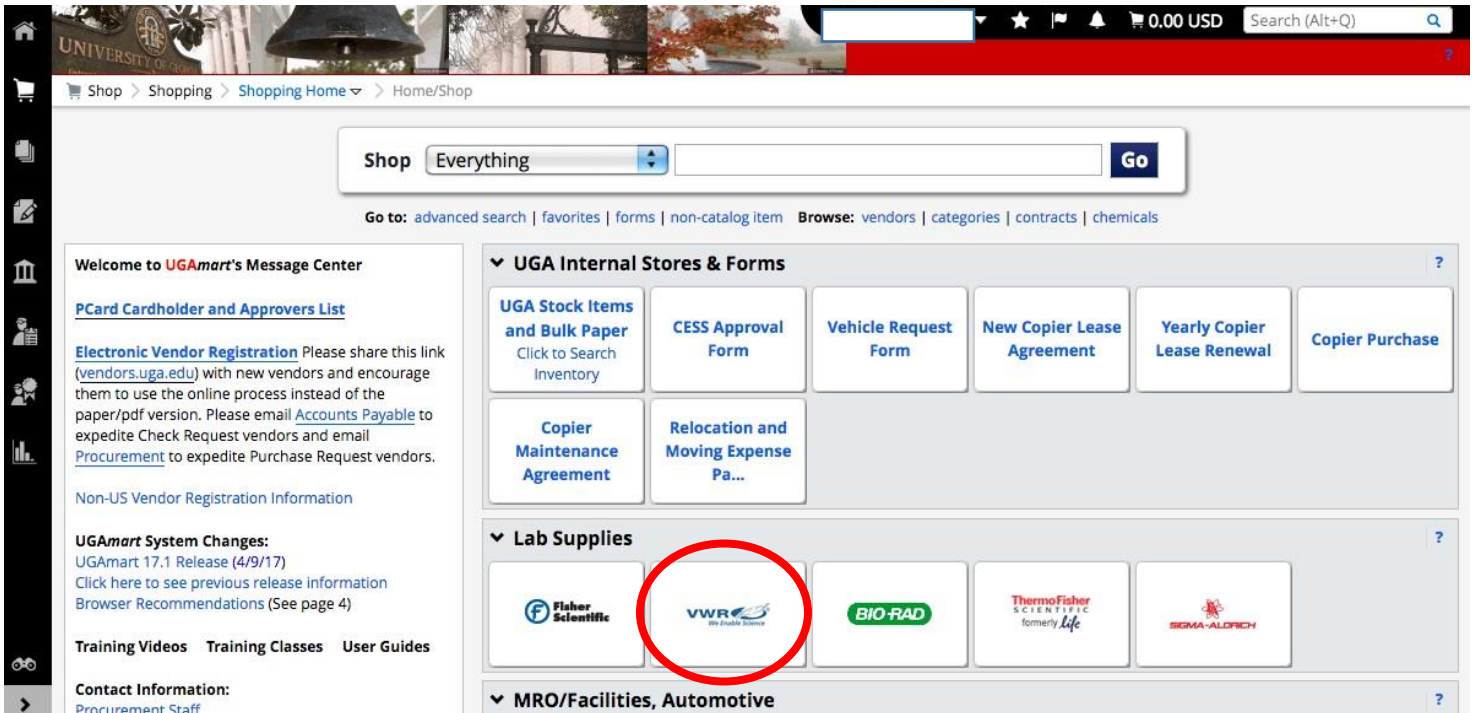 UNIVERSITY OF GEORGIA
0.00 USD
Search (Alt+Q)
?
Shop > Shopping > Shopping Home > Home/Shop
Shop Everything Go
Go to: advanced search | favorites | forms | non-catalog item Browse: vendors | categories | contracts | chemicals
Welcome to UGAmart's Message Center
PCard Cardholder and Approvers List
Electronic Vendor Registration Please share this link
(vendors.uga.edu) with new vendors and encourage
them to use the online process instead of the
paper/pdf version. Please email Accounts Payable to
expedite Check Request vendors and email
Procurement to expedite Purchase Request vendors.
Non-US Vendor Registration Information
UGAmart System Changes:
UGAmart 17.1 Release (4/9/17)
Click here to see previous release information
Browser Recommendations (See page 4)
Training Videos Training Classes User Guides
Contact Information:
Procurement Staff
UGA Internal Stores & Forms ?
UGA Stock Items
and Bulk Paper
Click to Search
Inventory
CESS Approval
Form
Vehicle Request
Form
New Copier Lease
Agreement
Yearly Copier
Lease Renewal
Copier Purchase
Copier
Maintenance
Agreement
Relocation and
Moving Expense
Pa...
Lab Supplies ?
Fisher
Scientific
VWR
We Enable Science
BIO-RAD
ThermoFisher
SCIENTIFIC
formerly life
SIGMA-ALDRICH
MRO/Facilities, Automotive ?